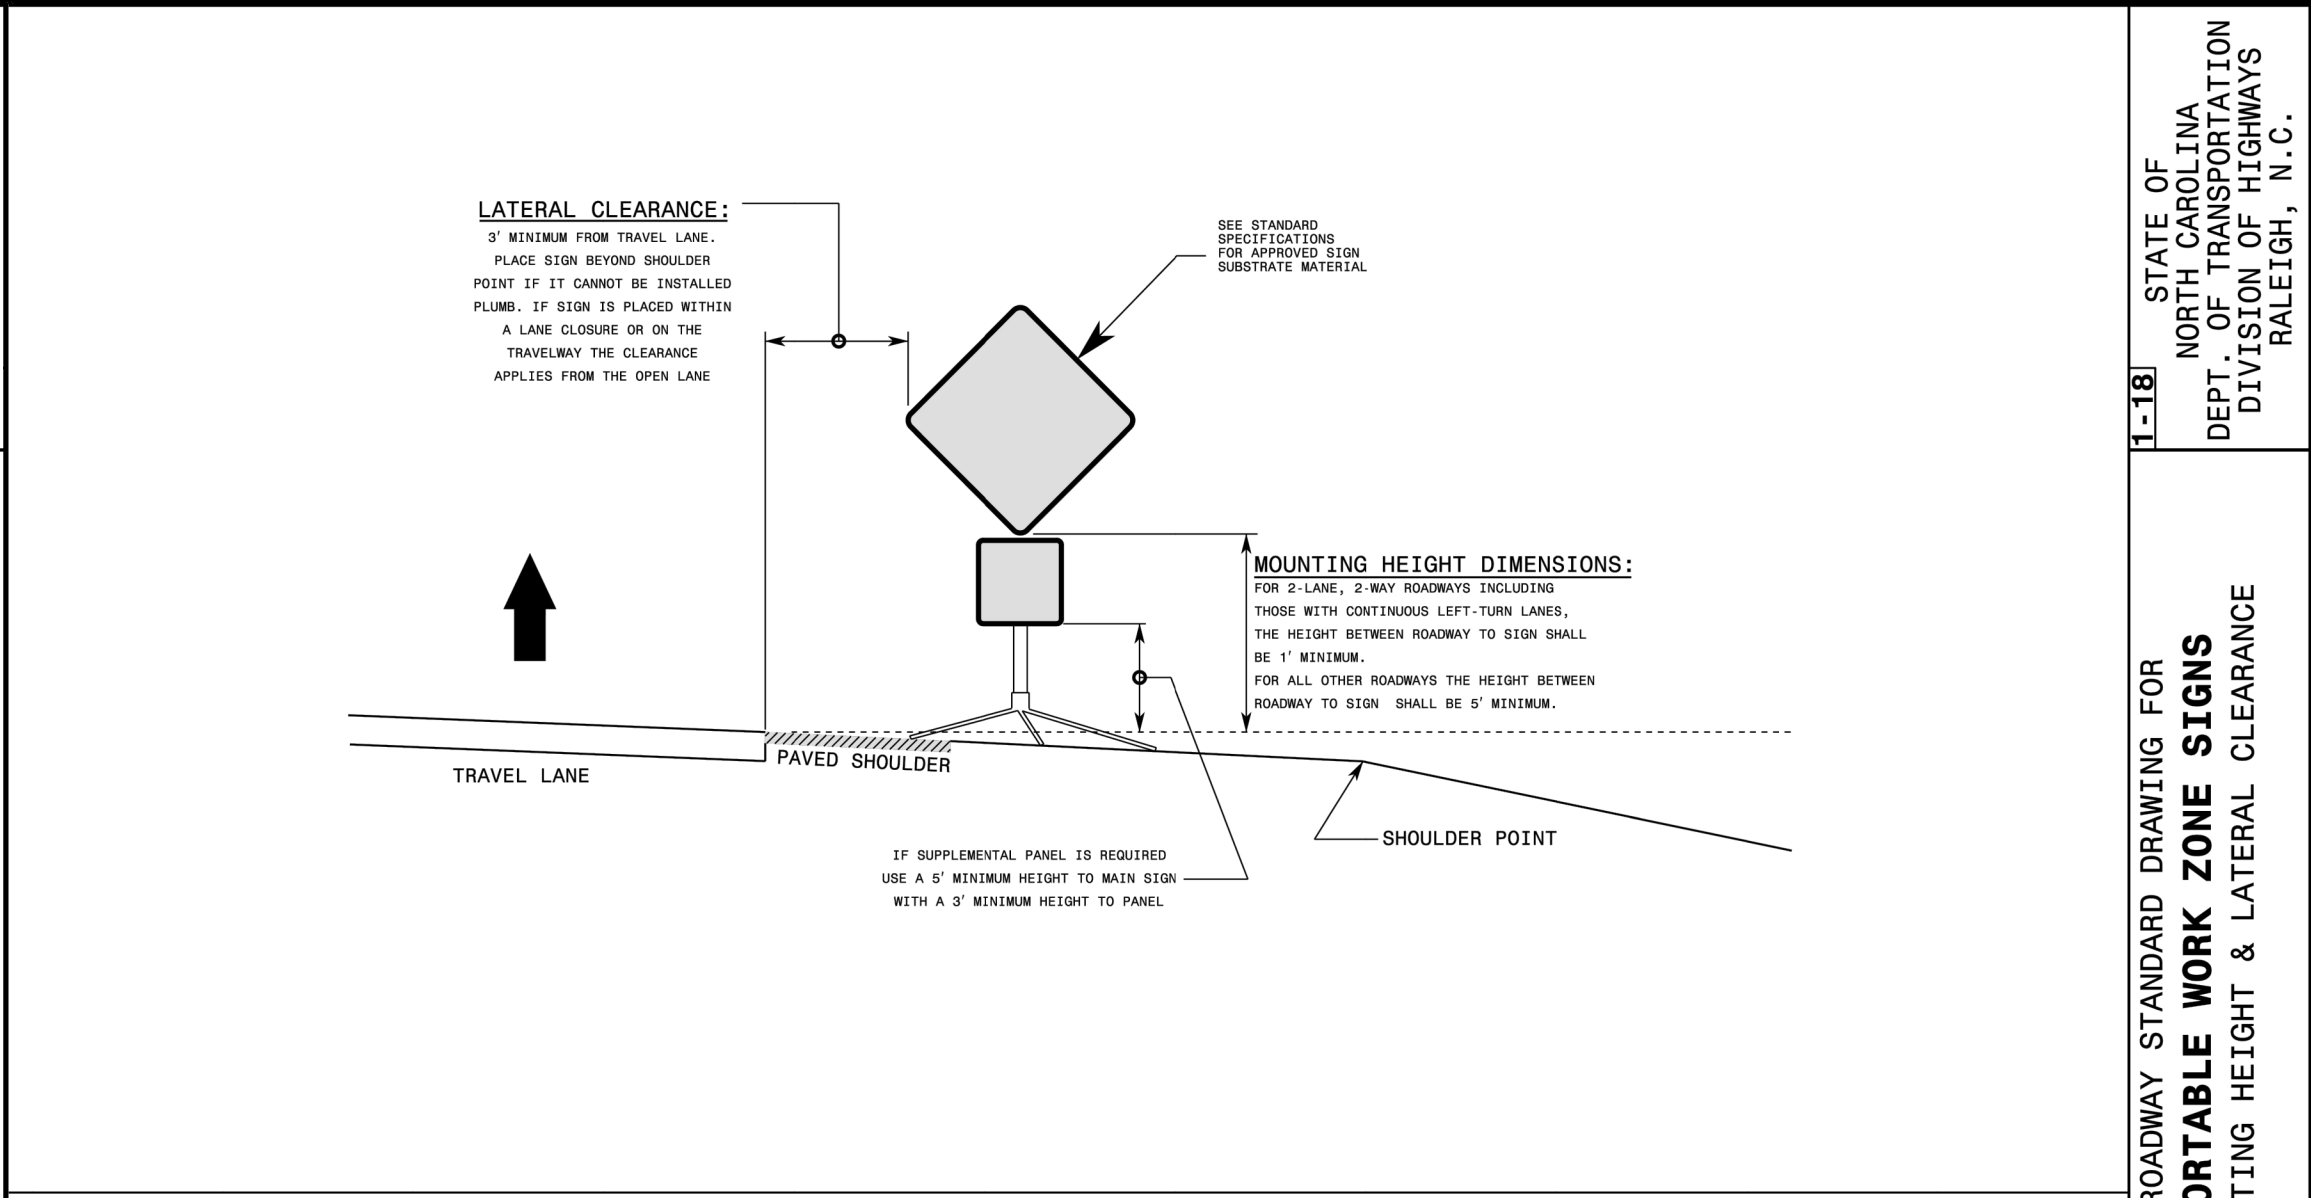 LATERAL CLEARANCE:
3' MINIMUM FROM TRAVEL LANE.
PLACE SIGN BEYOND SHOULDER
POINT IF IT CANNOT BE INSTALLED
PLUMB. IF SIGN IS PLACED WITHIN
A LANE CLOSURE OR ON THE
TRAVELWAY THE CLEARANCE
APPLIES FROM THE OPEN LANE
SEE STANDARD
SPECIFICATIONS
FOR APPROVED SIGN
SUBSTRATE MATERIAL
MOUNTING HEIGHT DIMENSIONS:
FOR 2-LANE, 2-WAY ROADWAYS INCLUDING
THOSE WITH CONTINUOUS LEFT-TURN LANES,
THE HEIGHT BETWEEN ROADWAY TO SIGN SHALL
BE 1' MINIMUM.
FOR ALL OTHER ROADWAYS THE HEIGHT BETWEEN
ROADWAY TO SIGN SHALL BE 5' MINIMUM.
TRAVEL LANE
PAVED SHOULDER
SHOULDER POINT
IF SUPPLEMENTAL PANEL IS REQUIRED
USE A 5' MINIMUM HEIGHT TO MAIN SIGN
WITH A 3' MINIMUM HEIGHT TO PANEL
1-18
STATE OF
NORTH CAROLINA
DEPT. OF TRANSPORTATION
DIVISION OF HIGHWAYS
RALEIGH, N.C.
ROADWAY STANDARD DRAWING FOR
ORTABLE WORK ZONE SIGNS
TING HEIGHT & LATERAL CLEARANCE